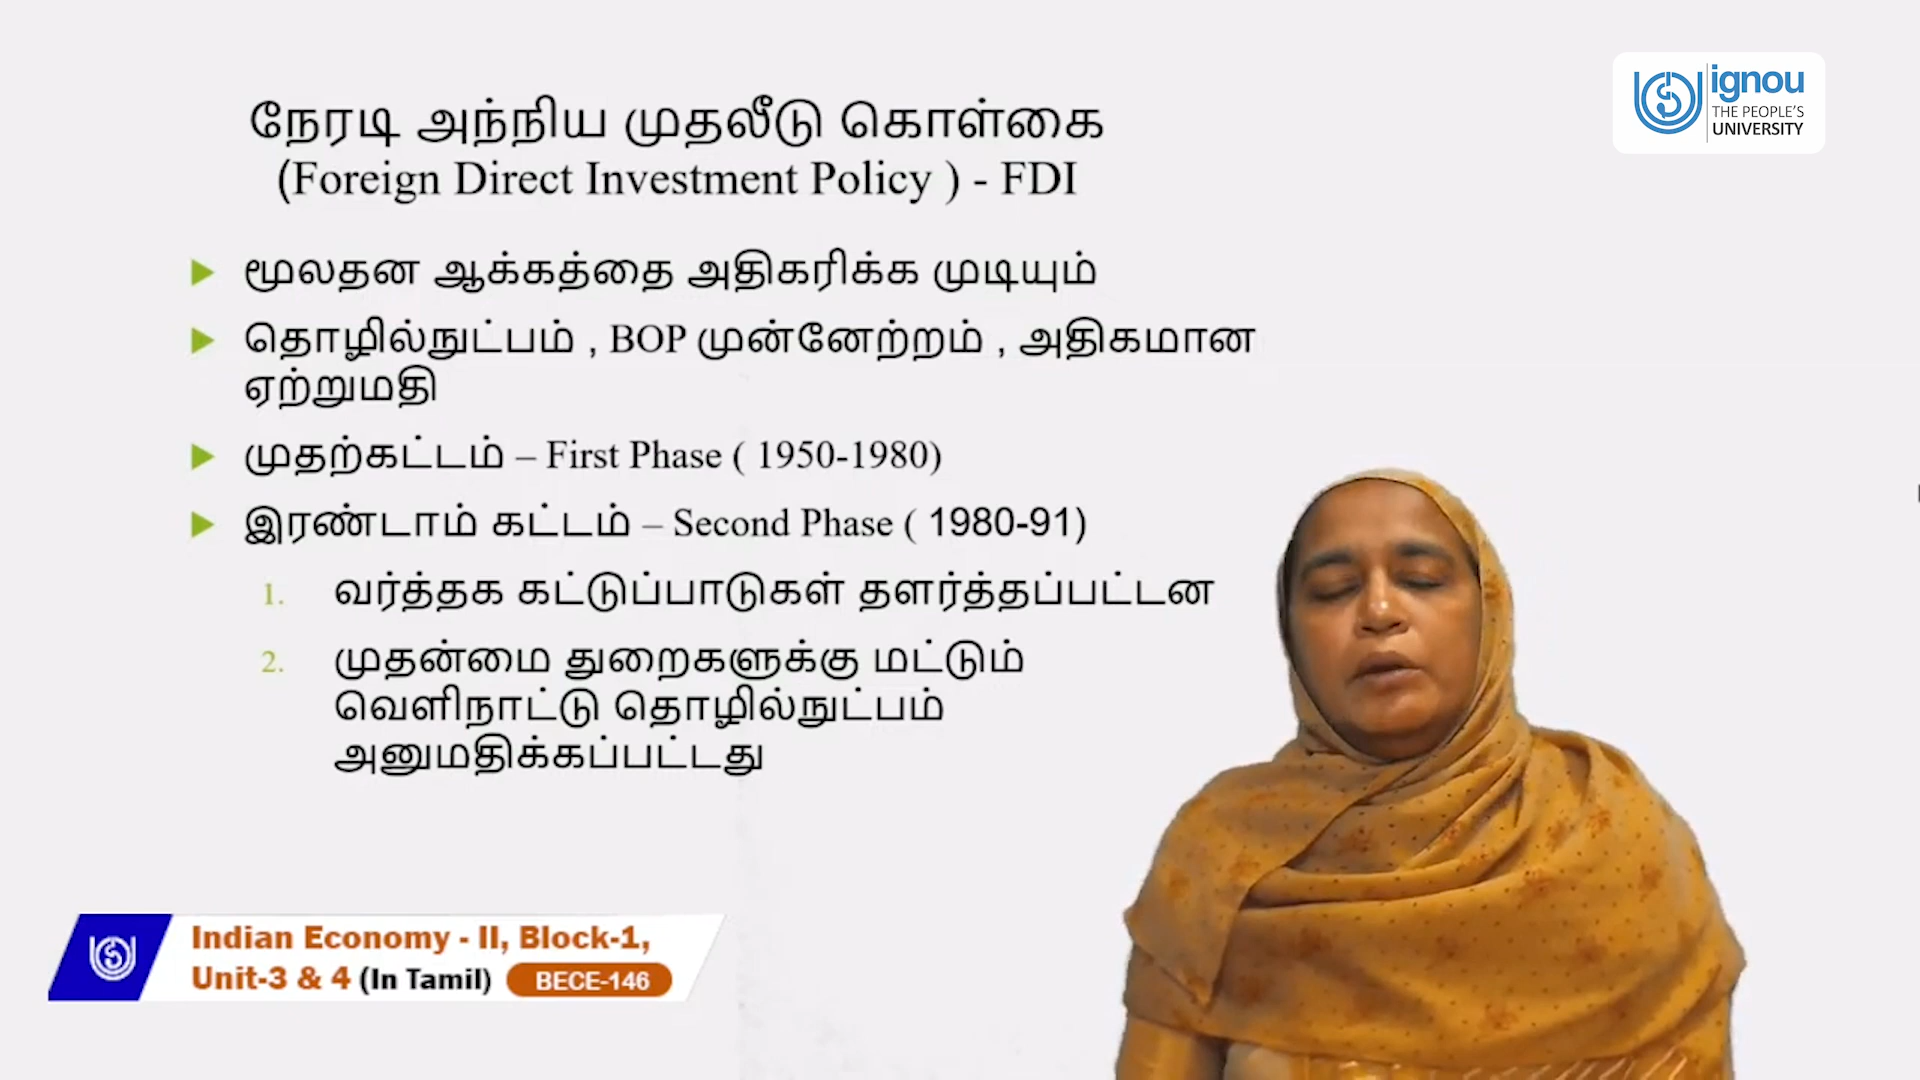 நேரடி அந்நிய முதலீடு கொள்கை
(Foreign Direct Investment Policy ) - FDI
ignou
THE PEOPLE'S
UNIVERSITY
மூலதன ஆக்கத்தை அதிகரிக்க முடியும்
தொழில்நுட்பம் , BOP முன்னேற்றம் , அதிகமான
ஏற்றுமதி
முதற்கட்டம் – First Phase ( 1950-1980)
இரண்டாம் கட்டம் – Second Phase ( 1980-91)
1. வர்த்தக கட்டுப்பாடுகள் தளர்த்தப்பட்டன
2. முதன்மை துறைகளுக்கு மட்டும்
வெளிநாட்டு தொழில்நுட்பம்
அனுமதிக்கப்பட்டது
Indian Economy - II, Block-1,
Unit-3 & 4 (In Tamil) BECE-146